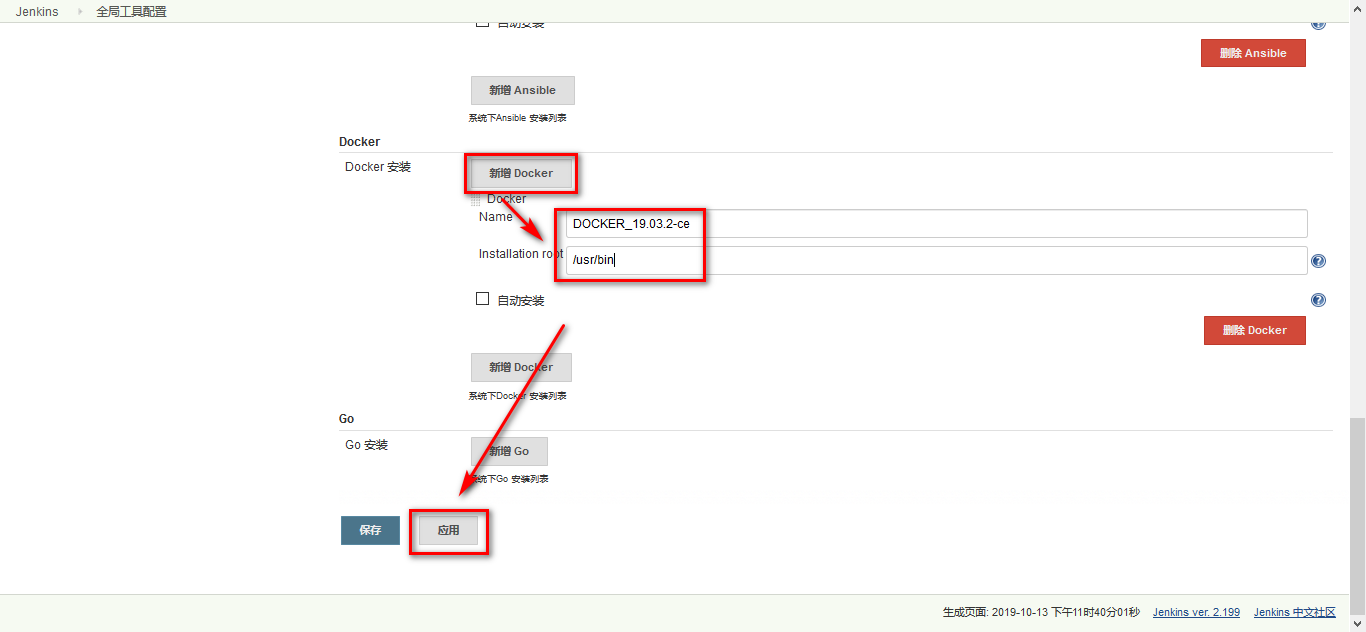 Jenkins 全局工具配置
自动安装
删除 Ansible
新增 Ansible
系统下Ansible 安装列表
Docker
Docker 安装
新增 Docker
Docker
Name
DOCKER_19.03.2-ce
Installation root
/usr/bin
自动安装
删除 Docker
新增 Docker
系统下Docker 安装列表
Go
Go 安装
新增 Go
系统下Go 安装列表
保存 应用
生成页面: 2019-10-13 下午11时40分01秒 Jenkins ver. 2.199 Jenkins 中文社区